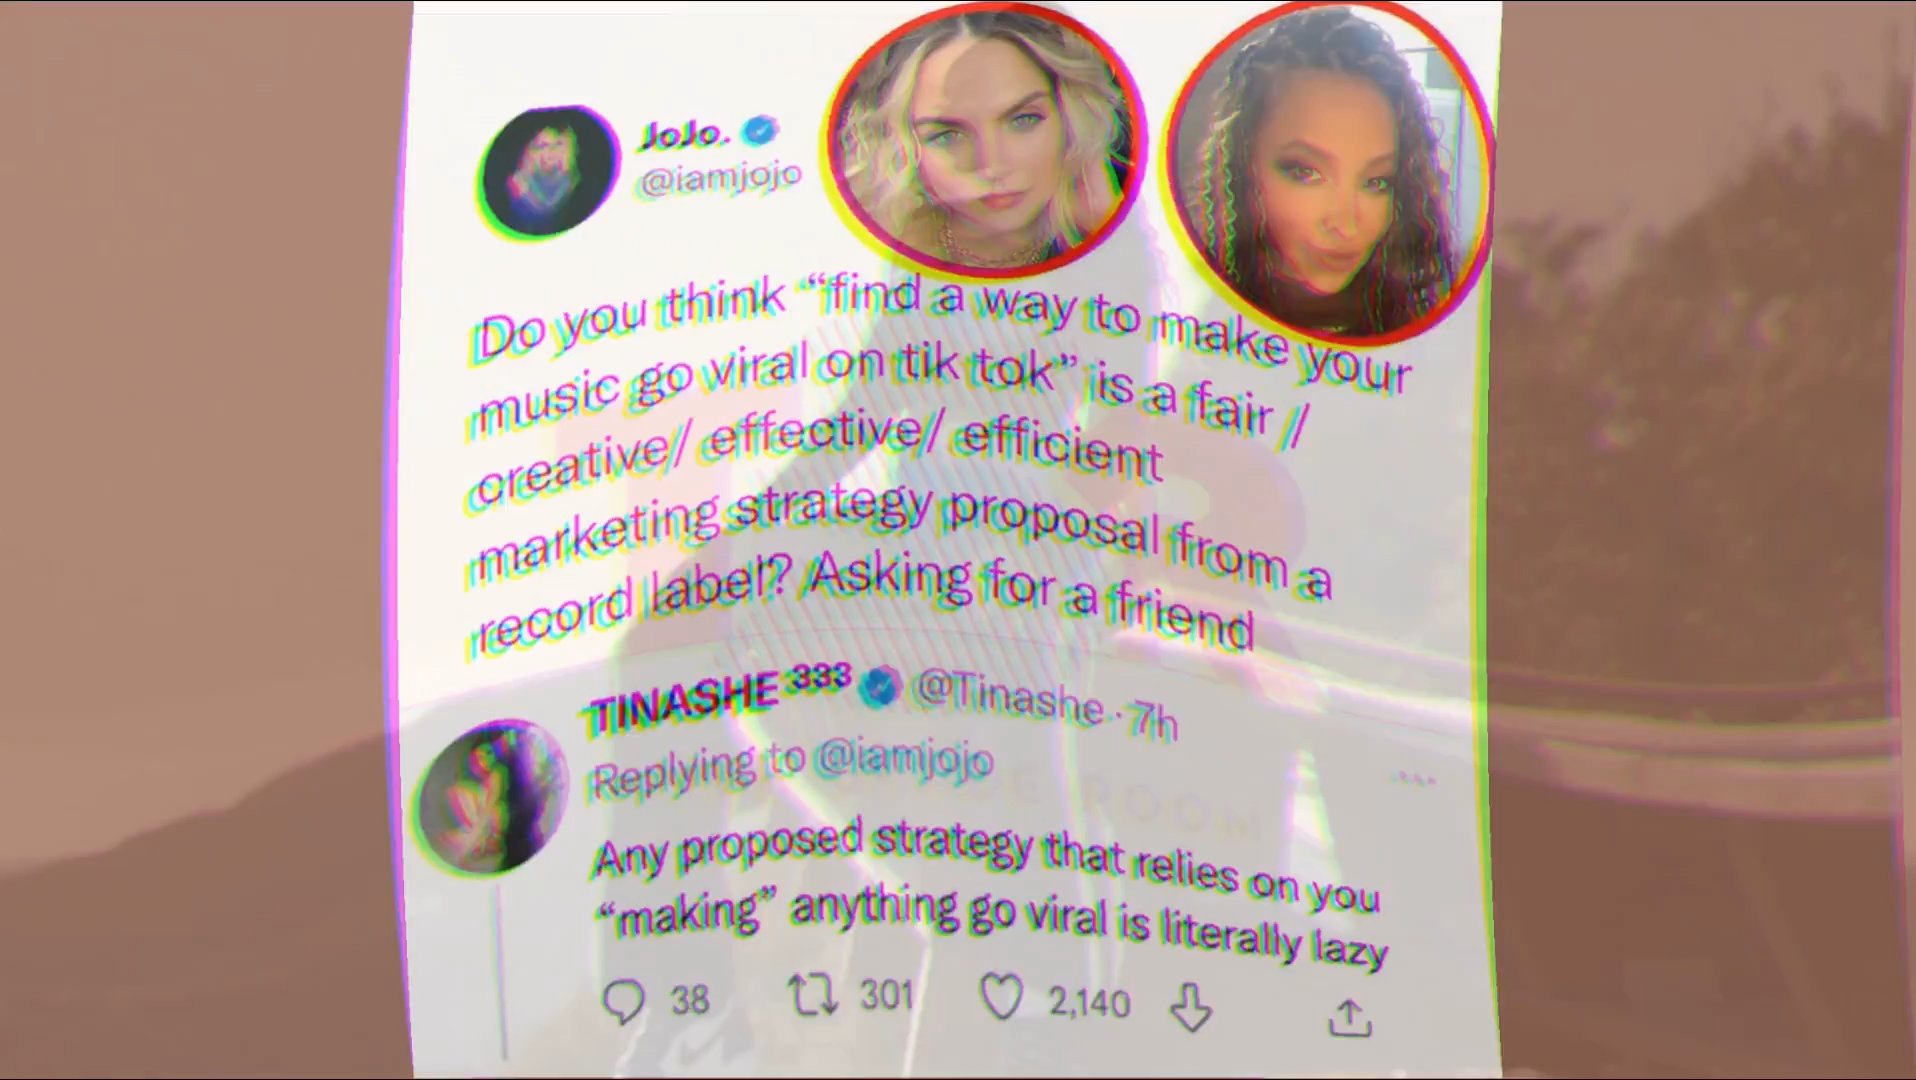 JoJo.
@iamjojo
Do you think “find a way to make your
music go viral on tik tok” is a fair /
creative/ effective/ efficient
marketing strategy proposal from a
record label? Asking for a friend
TINASHE 333 @Tinashe · 7h
Replying to @iamjojo
Any proposed strategy that relies on you
“making” anything go viral is literally lazy
38 301 2,140